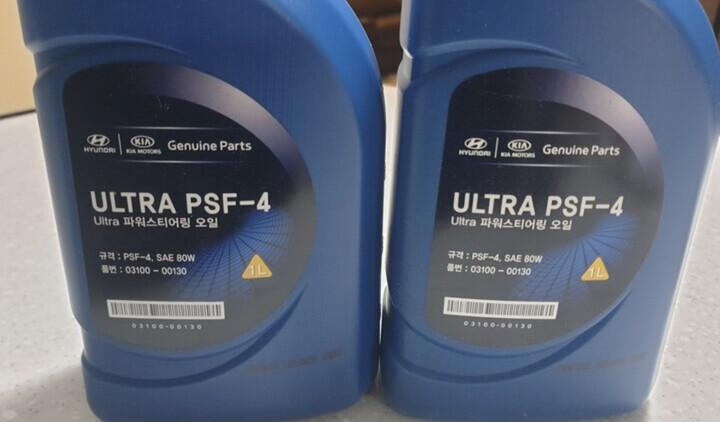 HYUNDAI KIA KIA MOTORS Genuine Parts
ULTRA PSF-4
Ultra 파워스티어링 오일
규격 : PSF-4, SAE 80W
품번 : 03100 - 00130
1L
03100-00130
HYUNDAI KIA KIA MOTORS Genuine Parts
ULTRA PSF-4
Ultra 파워스티어링 오일
규격 : PSF-4, SAE 80W
품번 : 03100 - 00130
1L
03100-00130